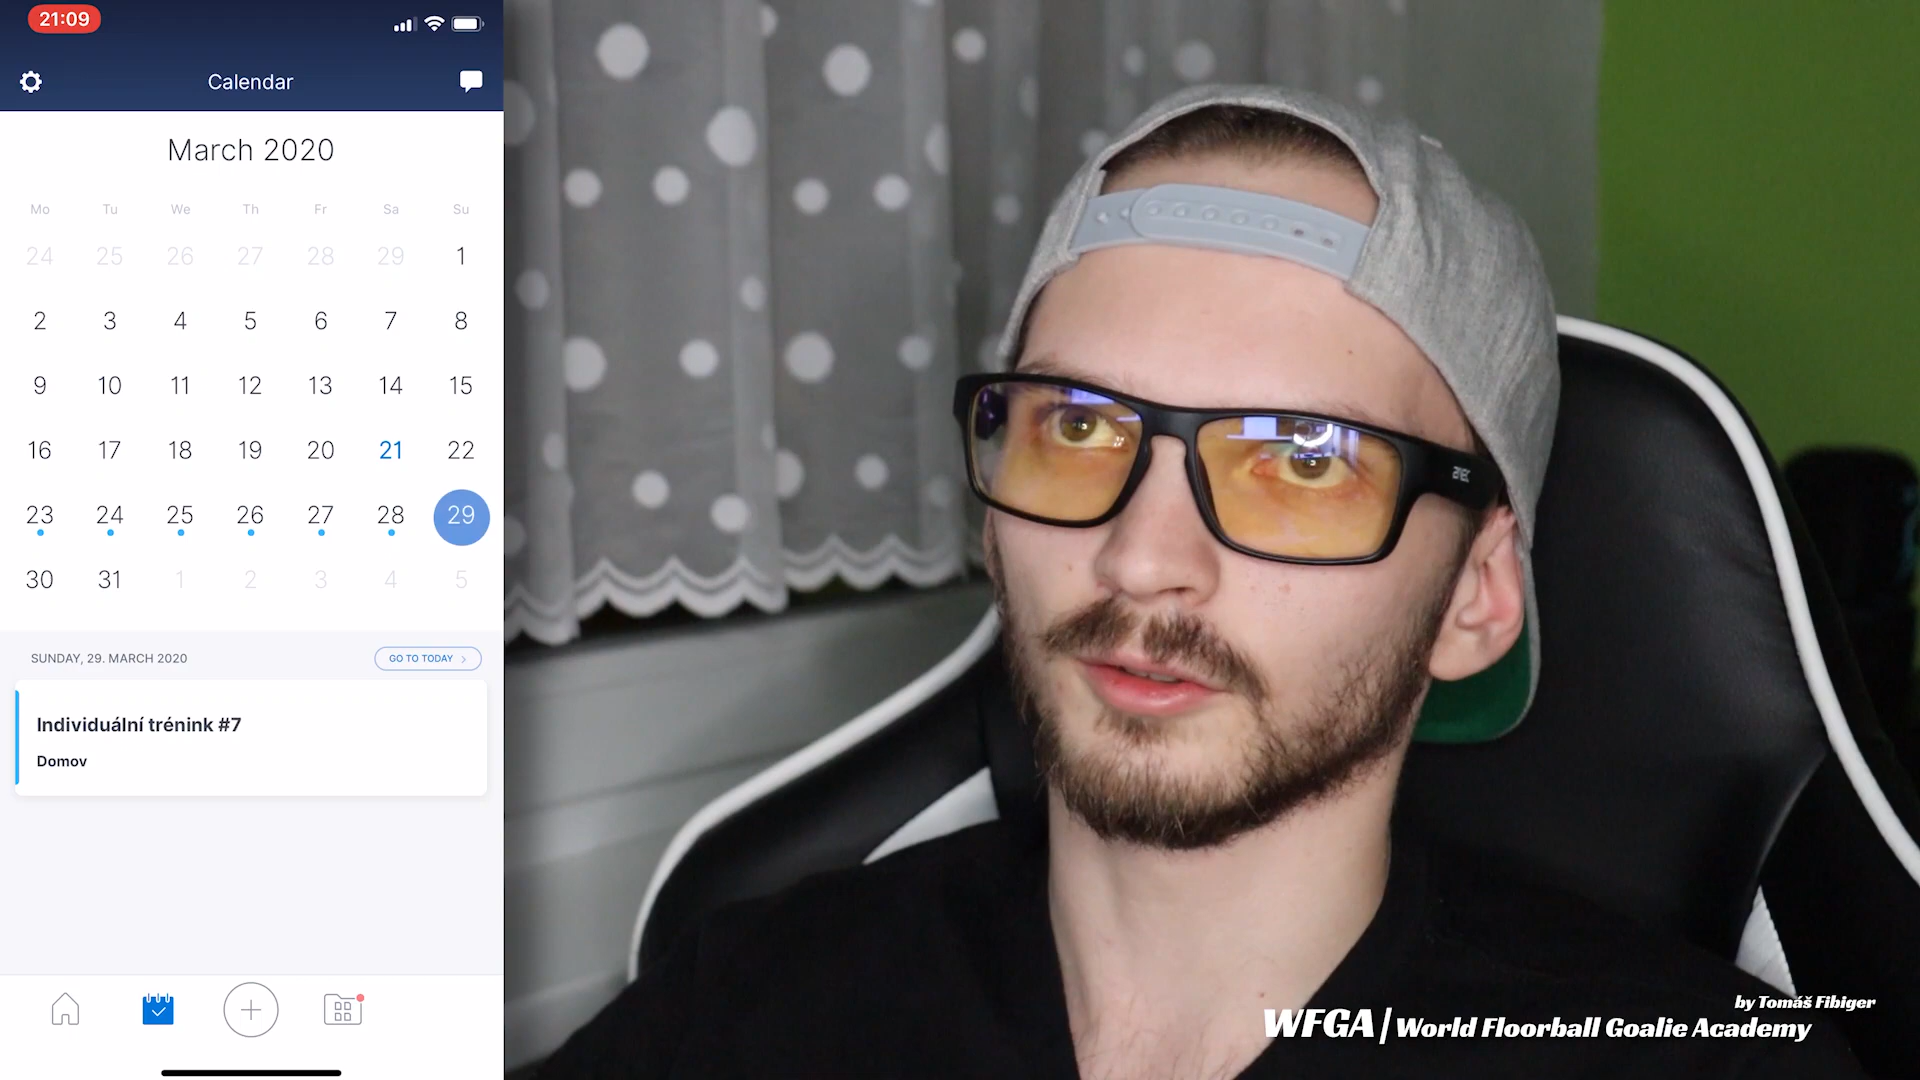 21:09
Calendar
March 2020
Mo Tu We Th Fr Sa Su
24 25 26 27 28 29 1
2 3 4 5 6 7 8
9 10 11 12 13 14 15
16 17 18 19 20 21 22
23 24 25 26 27 28 29
30 31 1 2 3 4 5
SUNDAY, 29. MARCH 2020
GO TO TODAY
Individuální trénink #7
Domov
by Tomáš Fibiger
WFGA | World Floorball Goalie Academy